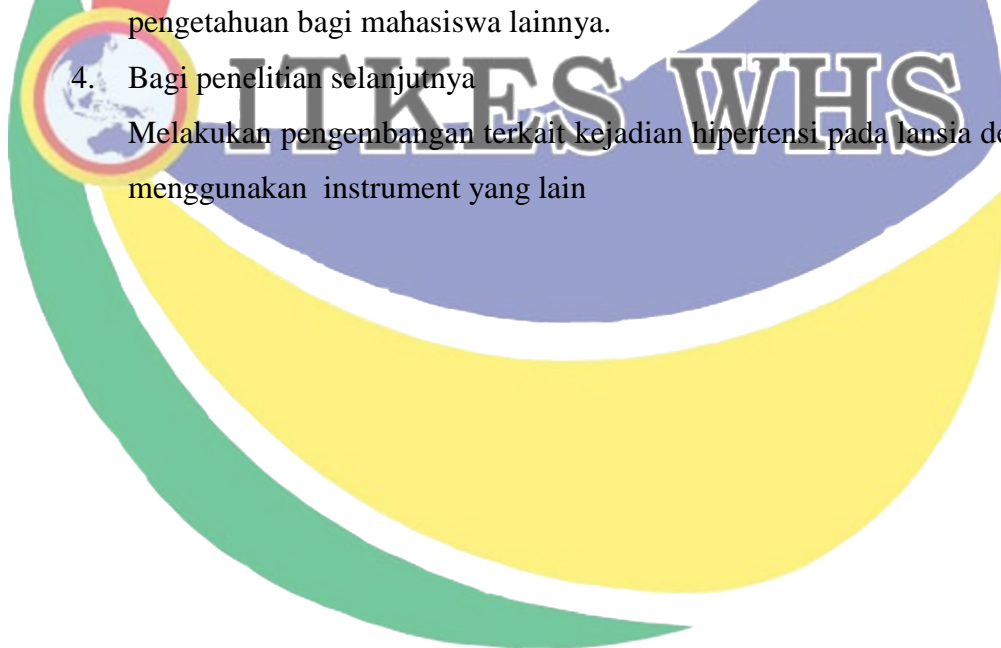 pengetahuan bagi mahasiswa lainnya.
ITKES WHS
4. Bagi penelitian selanjutnya
Melakukan pengembangan terkait kejadian hipertensi pada lansia
menggunakan instrument yang lain